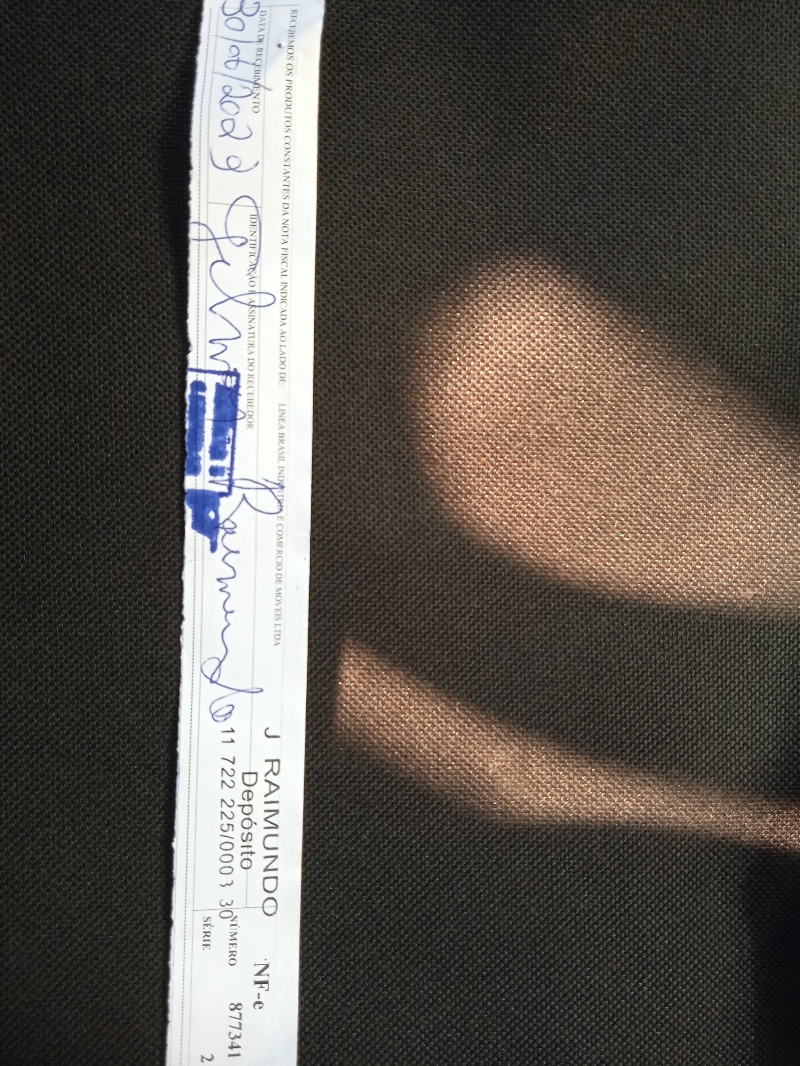 RECEBEMOS OS PRODUTOS CONSTANTES DA NOTA FISCAL INDICADA AO LADO DE: LINEA BRASIL INDUSTRIA E COMERCIO DE MOVEIS LTDA
DATA DE RECEBIMENTO
IDENTIFICAÇÃO E ASSINATURA DO RECEBEDOR
Raimundo
J RAIMUNDO
Depósito
11 722 225/0003 30
NF-e
NÚMERO 877341
SÉRIE 2